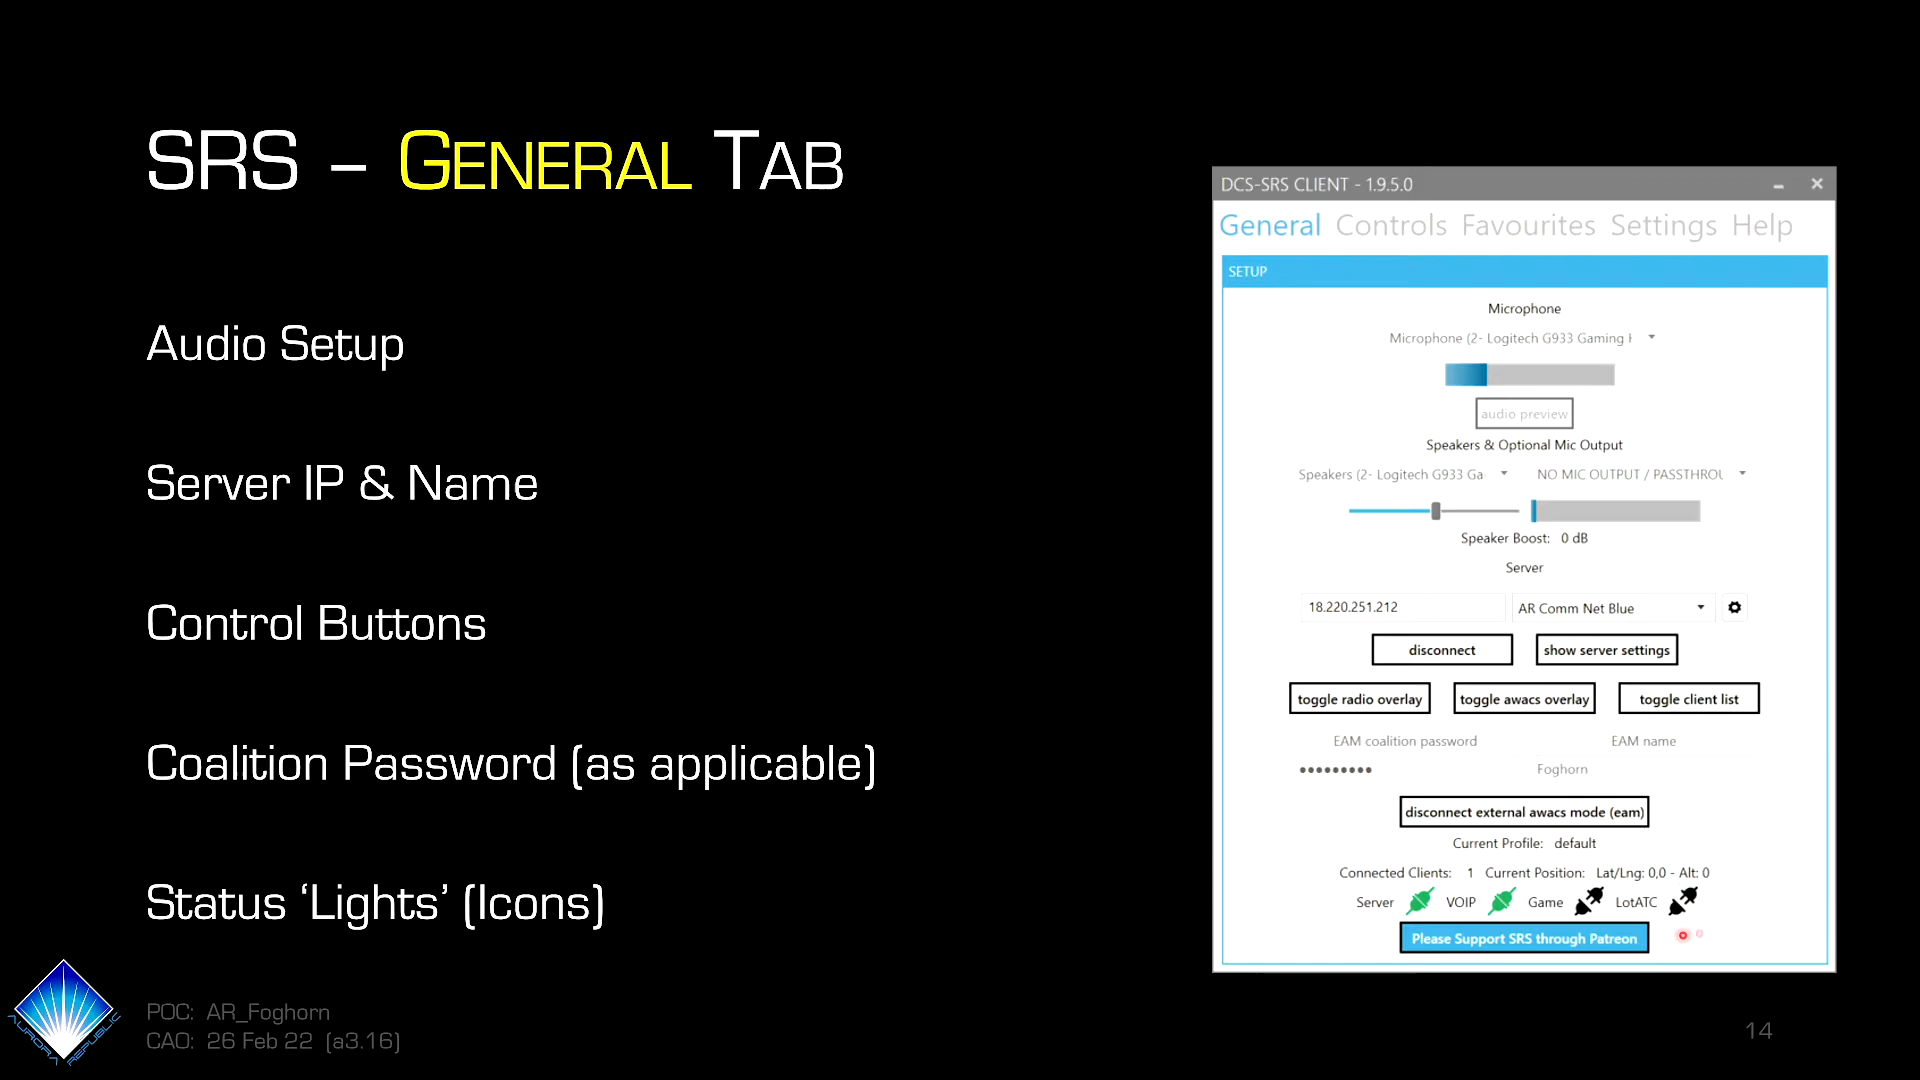 SRS – General Tab
Audio Setup
Server IP & Name
Control Buttons
Coalition Password (as applicable)
Status ‘Lights’ (Icons)
DCS-SRS CLIENT - 1.9.5.0
General Controls Favourites Settings Help
SETUP
Microphone
Microphone (2- Logitech G933 Gaming H
audio preview
Speakers & Optional Mic Output
Speakers (2- Logitech G933 Ga NO MIC OUTPUT / PASSTHROU
Speaker Boost: 0 dB
Server
18.220.251.212 AR Comm Net Blue
disconnect show server settings
toggle radio overlay toggle awacs overlay toggle client list
EAM coalition password EAM name
••••••••• Foghorn
disconnect external awacs mode (eam)
Current Profile: default
Connected Clients: 1 Current Position: Lat/Lng: 0,0 - Alt: 0
Server VOIP Game LotATC
Please Support SRS through Patreon
AURORA REPUBLIC
POC: AR_Foghorn
CAO: 26 Feb 22 (a3.16)
14